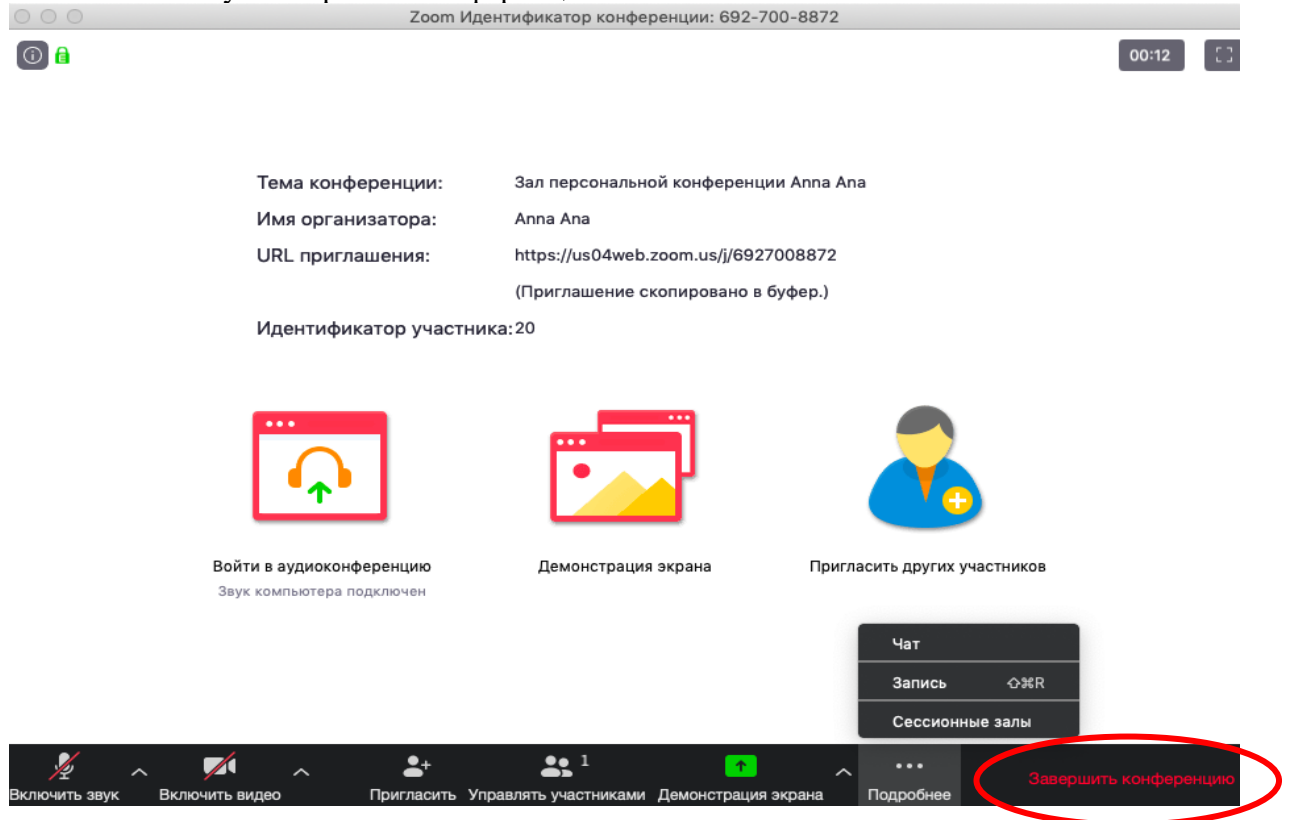 Zoom Идентификатор конференции: 692-700-8872
00:12
Тема конференции: Зал персональной конференции Anna Ana
Имя организатора: Anna Ana
URL приглашения: https://us04web.zoom.us/j/6927008872
(Приглашение скопировано в буфер.)
Идентификатор участника: 20
Войти в аудиоконференцию
Звук компьютера подключен
Демонстрация экрана
Пригласить других участников
Чат
Запись ⇧⌘R
Сессионные залы
Включить звук
Включить видео
Пригласить
1
Управлять участниками
Демонстрация экрана
Подробнее
Завершить конференцию